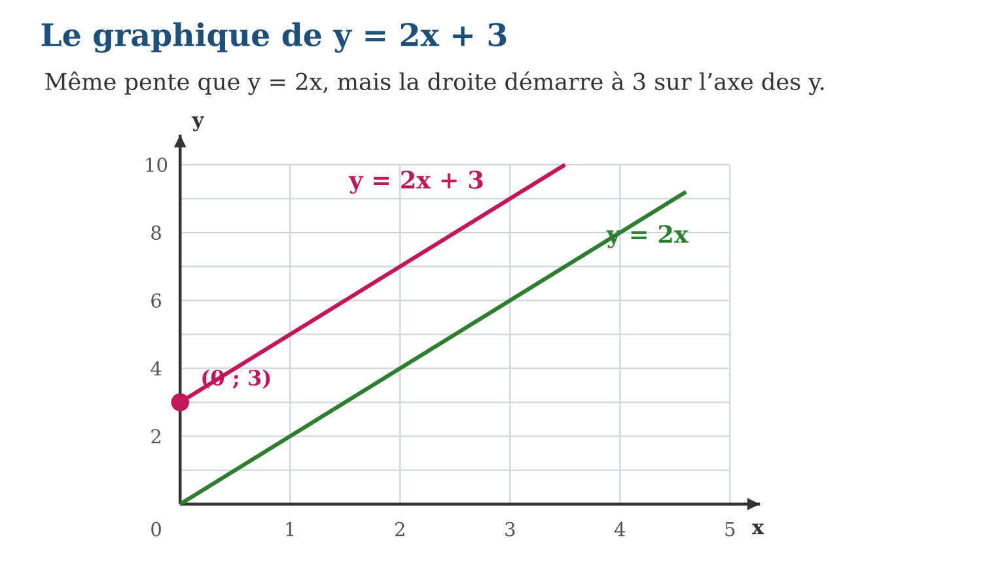 Le graphique de y = 2x + 3
Même pente que y = 2x, mais la droite démarre à 3 sur l’axe des y.
y
10
y = 2x + 3
8
y = 2x
6
4
(0 ; 3)
2
0 1 2 3 4 5 x